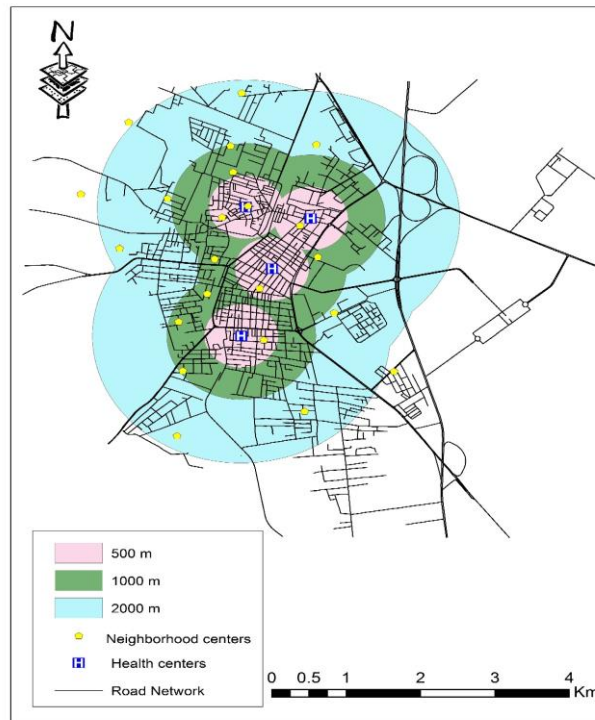 N
H
H
H
H
500 m
1000 m
2000 m
Neighborhood centers
H Health centers
Road Network
0 0.5 1 2 3 4
Km